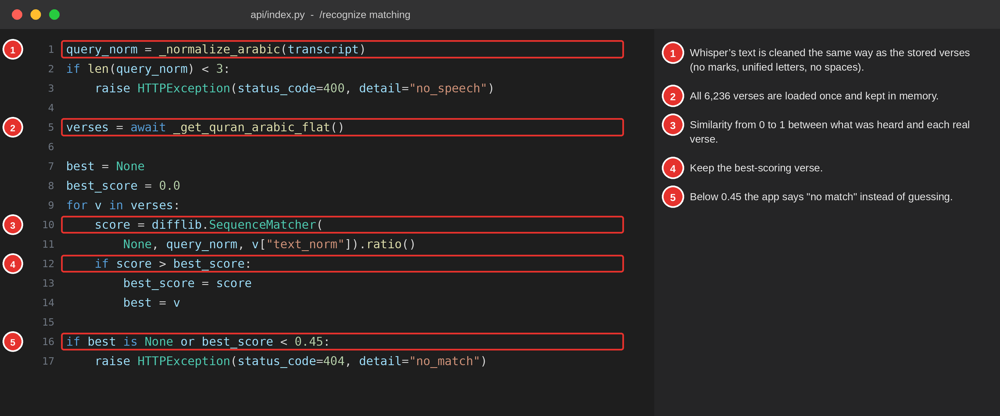 api/index.py  -  /recognize matching
1 1 query_norm = _normalize_arabic(transcript)
2 if len(query_norm) < 3:
3     raise HTTPException(status_code=400, detail="no_speech")
4
2 5 verses = await _get_quran_arabic_flat()
6
7 best = None
8 best_score = 0.0
9 for v in verses:
3 10     score = difflib.SequenceMatcher(
11         None, query_norm, v["text_norm"]).ratio()
4 12     if score > best_score:
13         best_score = score
14         best = v
15
5 16 if best is None or best_score < 0.45:
17     raise HTTPException(status_code=404, detail="no_match")
1 Whisper’s text is cleaned the same way as the stored verses
(no marks, unified letters, no spaces).
2 All 6,236 verses are loaded once and kept in memory.
3 Similarity from 0 to 1 between what was heard and each real
verse.
4 Keep the best-scoring verse.
5 Below 0.45 the app says "no match" instead of guessing.